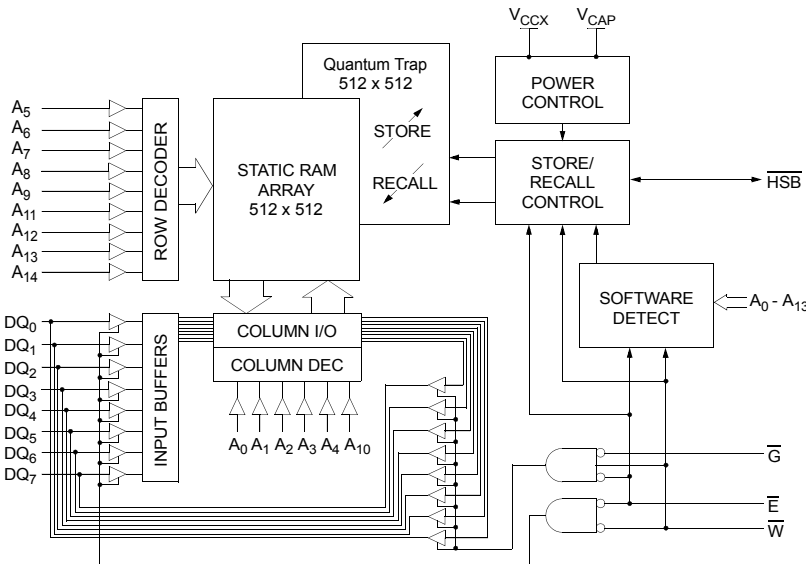 V_CCX
V_CAP
Quantum Trap
512 x 512
STORE
RECALL
POWER
CONTROL
A5
A6
A7
A8
A9
A11
A12
A13
A14
ROW DECODER
STATIC RAM
ARRAY
512 x 512
STORE/
RECALL
CONTROL
HSB
SOFTWARE
DETECT
A0 - A13
DQ0
DQ1
DQ2
DQ3
DQ4
DQ5
DQ6
DQ7
INPUT BUFFERS
COLUMN I/O
COLUMN DEC
A0 A1 A2 A3 A4 A10
G
E
W